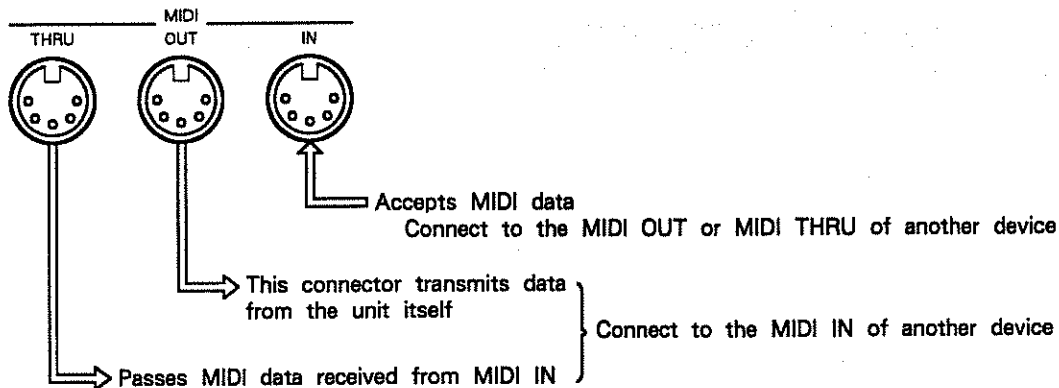 MIDI
THRU OUT IN
Accepts MIDI data
Connect to the MIDI OUT or MIDI THRU of another device
This connector transmits data
from the unit itself
Connect to the MIDI IN of another device
Passes MIDI data received from MIDI IN